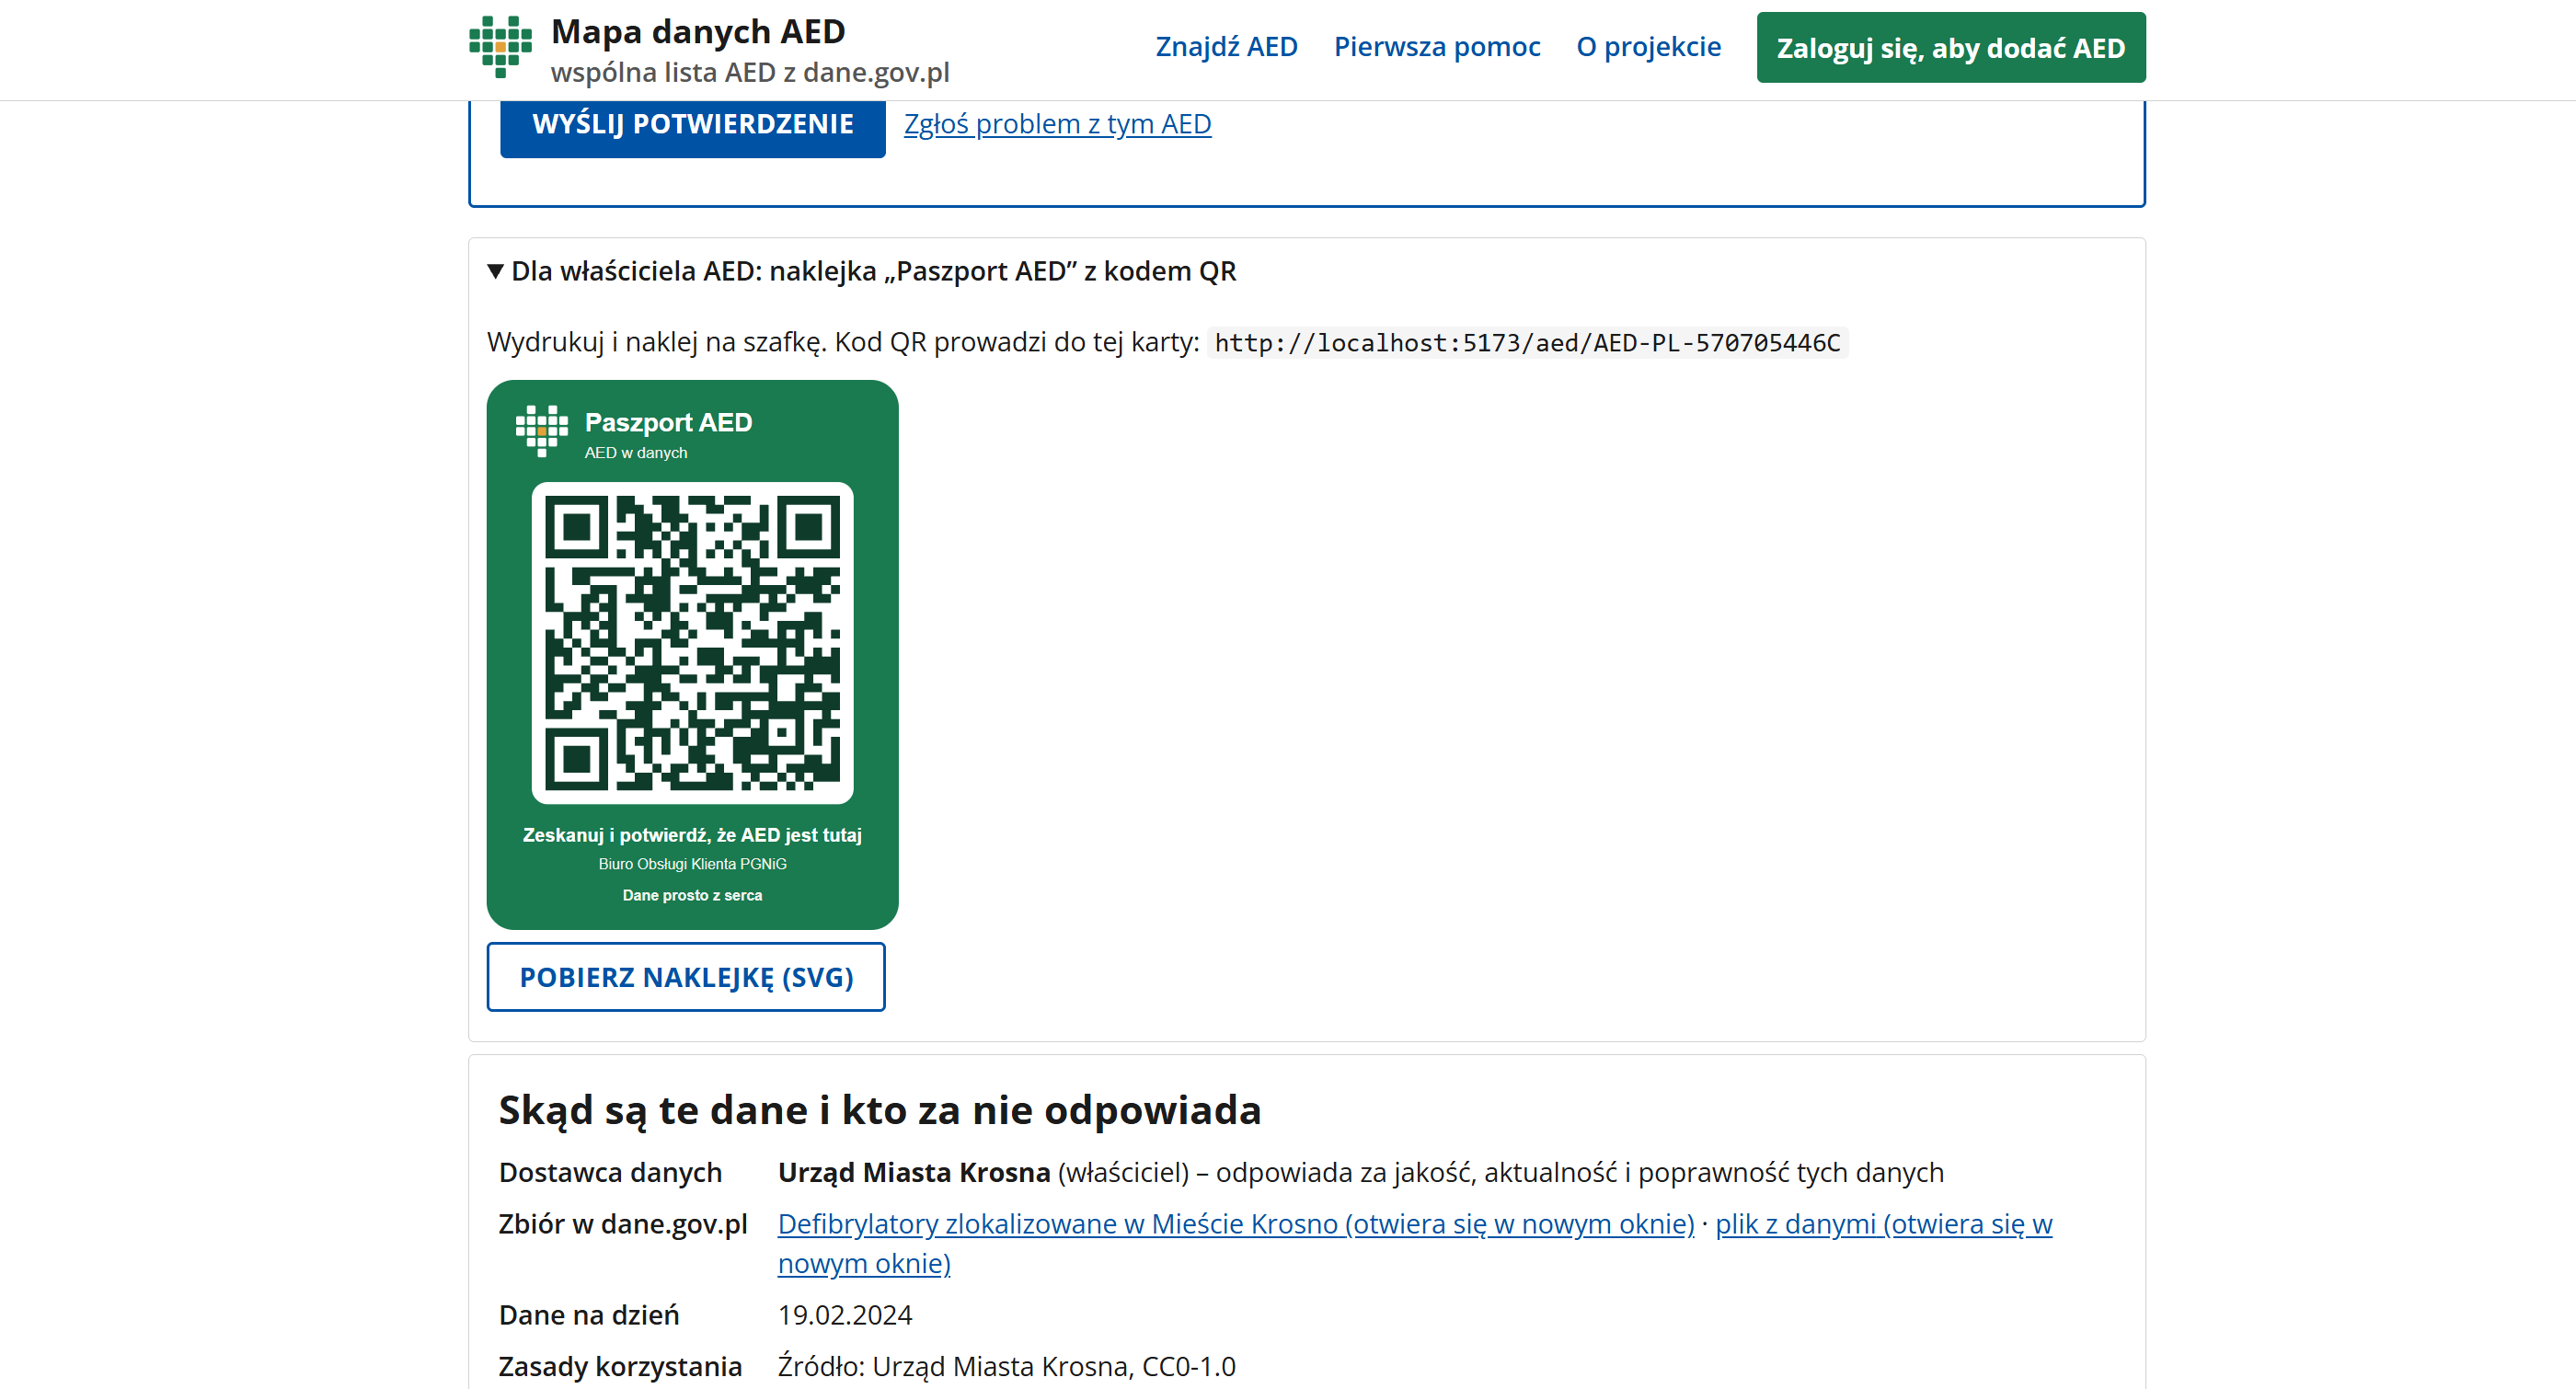 Mapa danych AED
wspólna lista AED z dane.gov.pl
Znajdź AED
Pierwsza pomoc
O projekcie
Zaloguj się, aby dodać AED
WYŚLIJ POTWIERDZENIE
Zgłoś problem z tym AED
Dla właściciela AED: naklejka „Paszport AED” z kodem QR
Wydrukuj i naklej na szafkę. Kod QR prowadzi do tej karty: http://localhost:5173/aed/AED-PL-570705446C
Paszport AED
AED w danych
Zeskanuj i potwierdź, że AED jest tutaj
Biuro Obsługi Klienta PGNiG
Dane prosto z serca
POBIERZ NAKLEJKĘ (SVG)
Skąd są te dane i kto za nie odpowiada
Dostawca danych
Urząd Miasta Krosna (właściciel) – odpowiada za jakość, aktualność i poprawność tych danych
Zbiór w dane.gov.pl
Defibrylatory zlokalizowane w Mieście Krosno (otwiera się w nowym oknie) · plik z danymi (otwiera się w
nowym oknie)
Dane na dzień
19.02.2024
Zasady korzystania
Źródło: Urząd Miasta Krosna, CC0-1.0